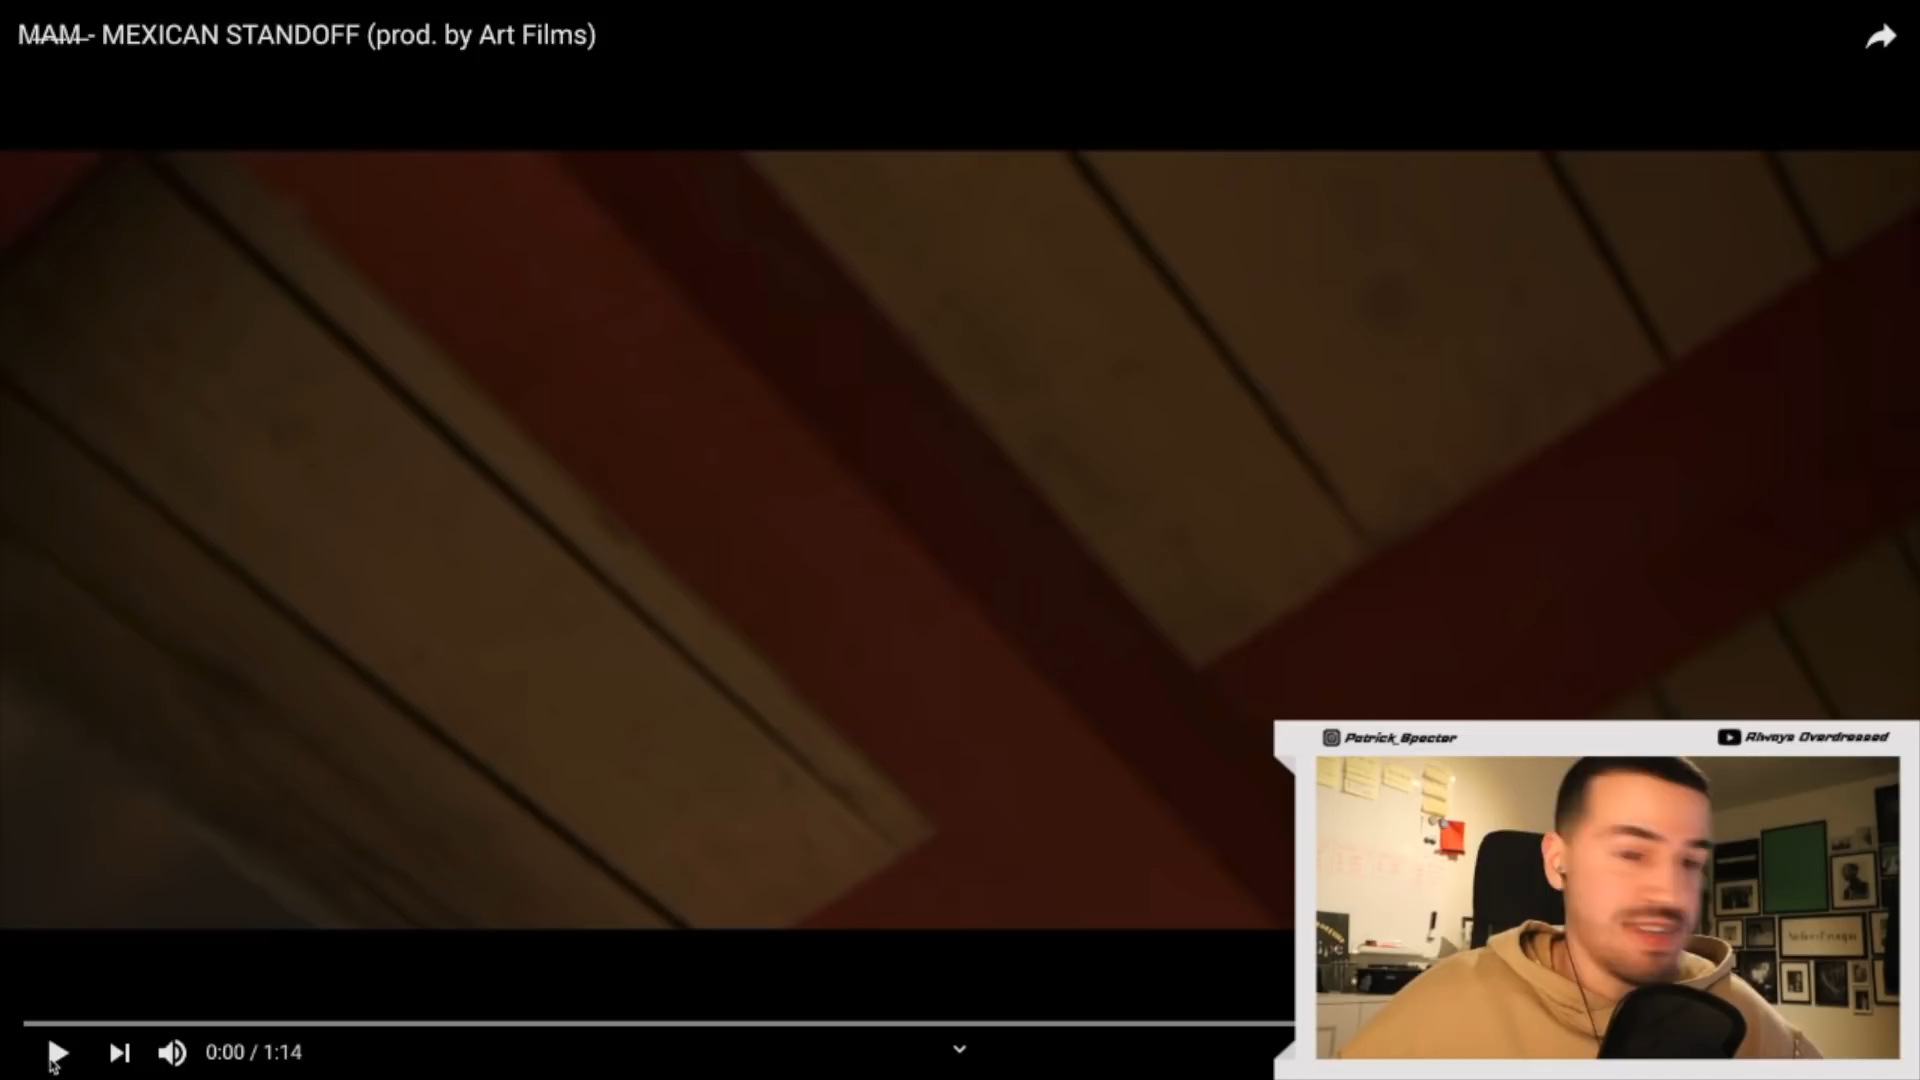 MAM - MEXICAN STANDOFF (prod. by Art Films)
Patrick_Specter
Always Overdressed
0:00 / 1:14